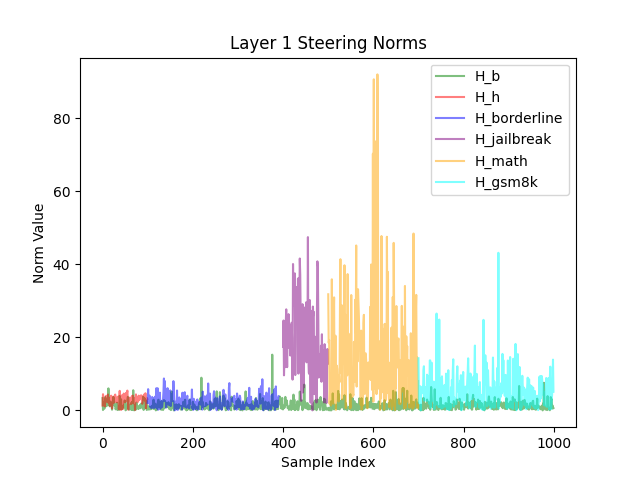 Layer 1 Steering Norms
H_b
H_h
H_borderline
H_jailbreak
H_math
H_gsm8k
Norm Value
80
60
40
20
0
0 200 400 600 800 1000
Sample Index